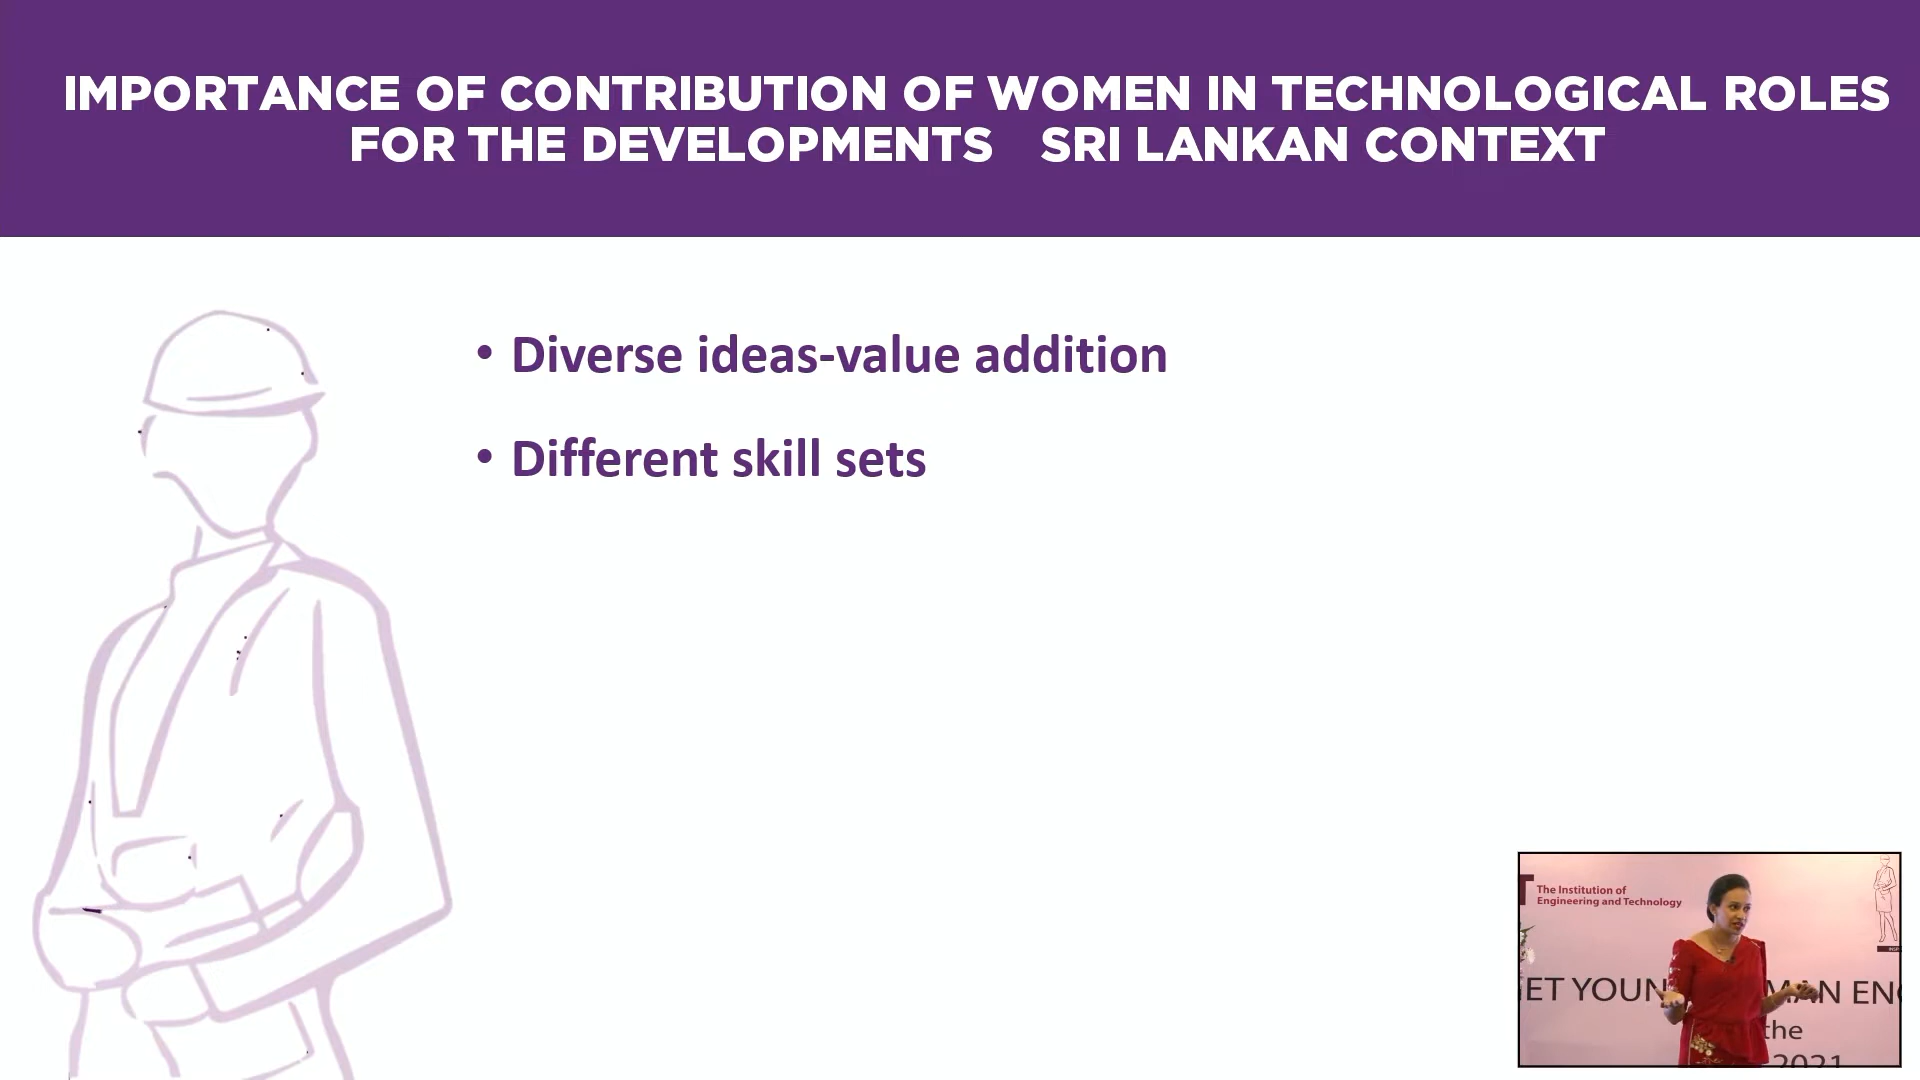 IMPORTANCE OF CONTRIBUTION OF WOMEN IN TECHNOLOGICAL ROLES
FOR THE DEVELOPMENTS SRI LANKAN CONTEXT
• Diverse ideas-value addition
• Different skill sets
The Institution of
Engineering and Technology
IET YOUN MAN EN
the
2021